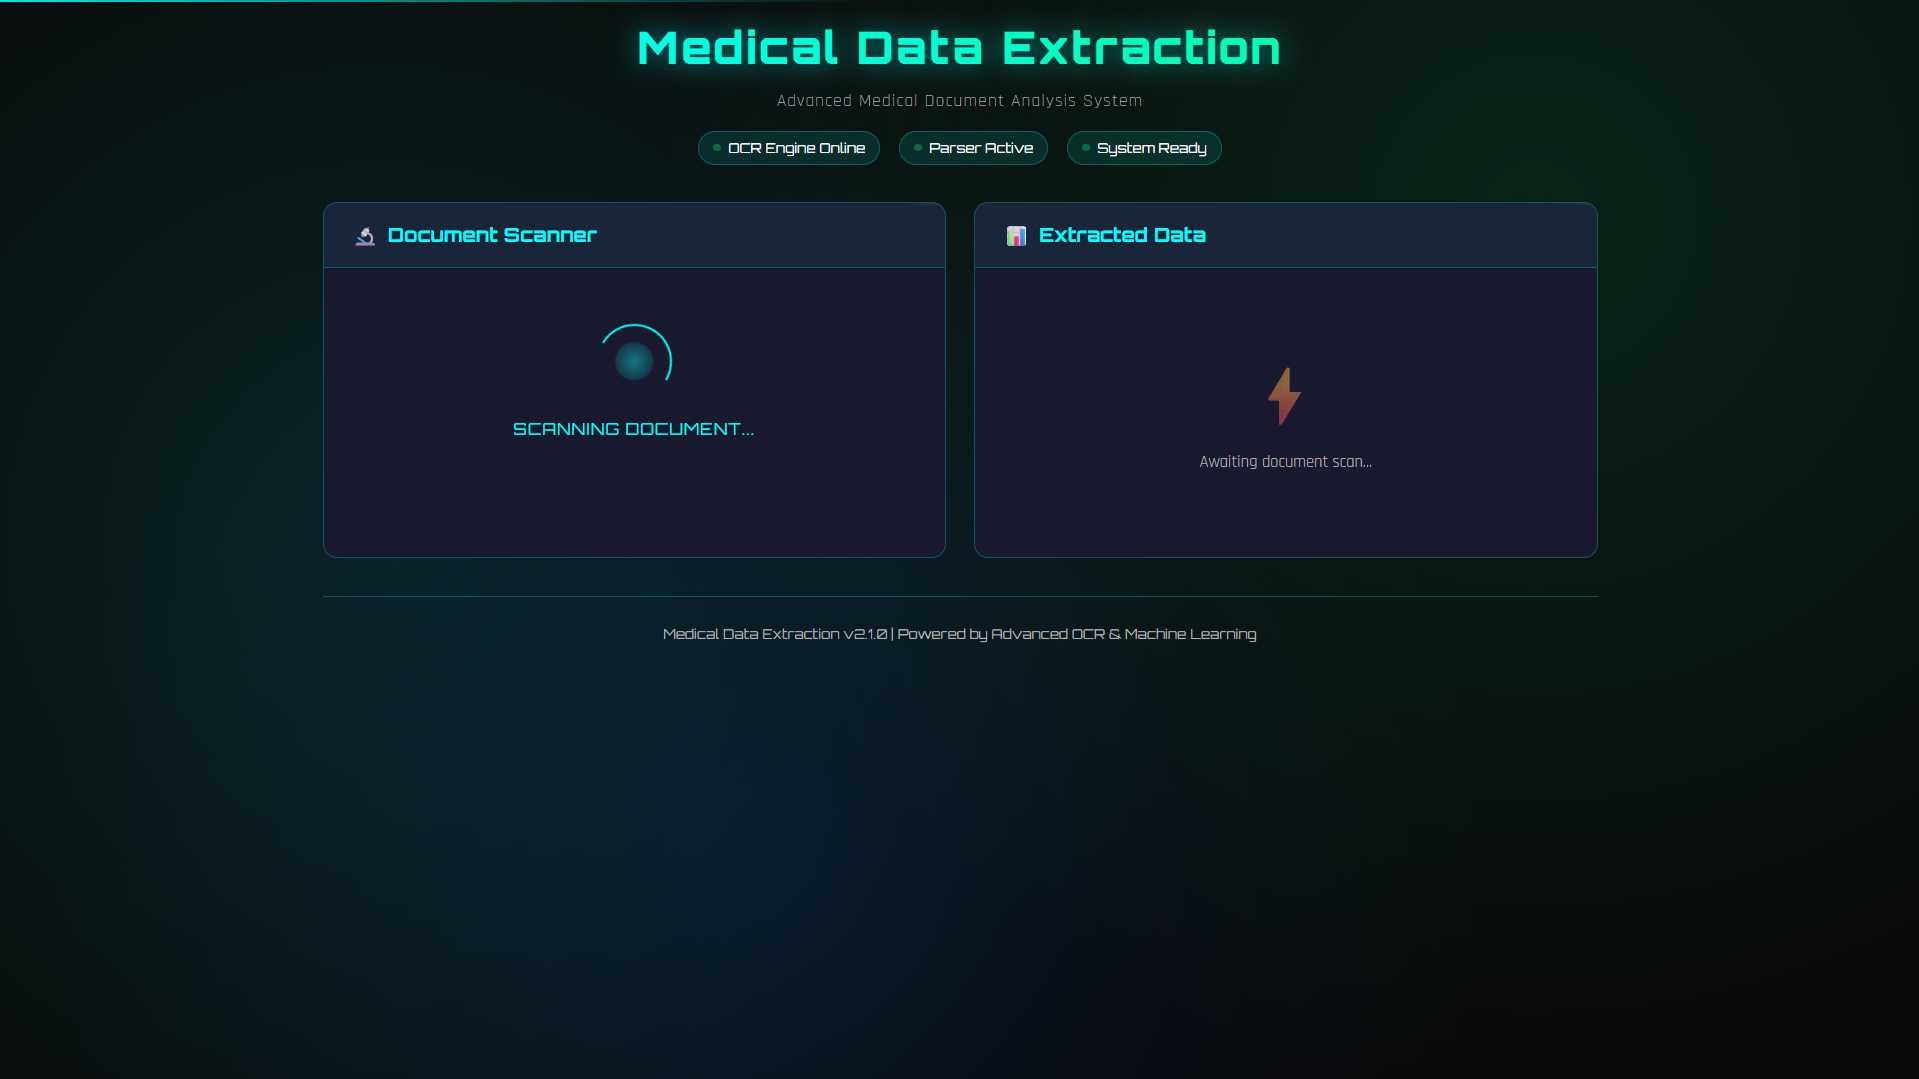 Medical Data Extraction
Advanced Medical Document Analysis System
OCR Engine Online
Parser Active
System Ready
Document Scanner
SCANNING DOCUMENT...
Extracted Data
Awaiting document scan...
Medical Data Extraction v2.1.0 | Powered by Advanced OCR & Machine Learning